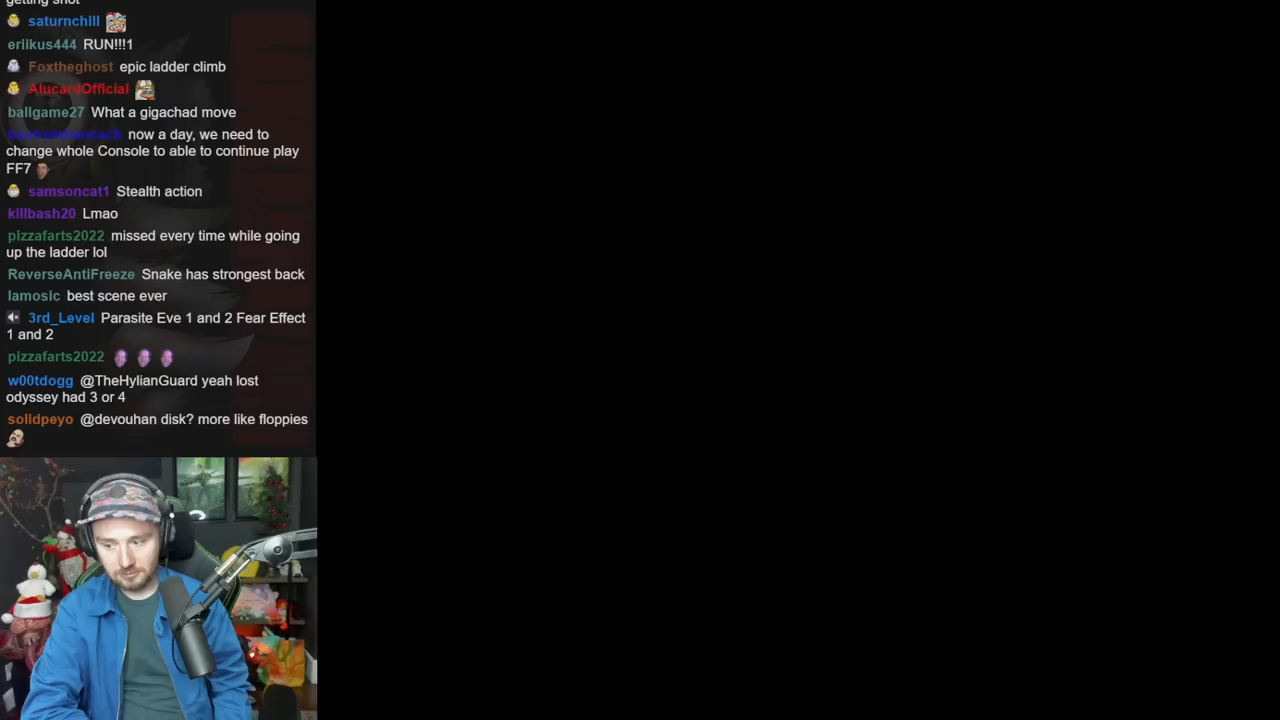 getting shot
saturnchill
eriikus444 RUN!!!1
Foxtheghost epic ladder climb
AlucardOfficial
ballgame27 What a gigachad move
now a day, we need to
change whole Console to able to continue play
FF7
samsoncat1 Stealth action
killbash20 Lmao
pizzafarts2022 missed every time while going
up the ladder lol
ReverseAntiFreeze Snake has strongest back
lamosic best scene ever
3rd_Level Parasite Eve 1 and 2 Fear Effect
1 and 2
pizzafarts2022
w00tdogg @TheHylianGuard yeah lost
odyssey had 3 or 4
solidpeyo @devouhan disk? more like floppies